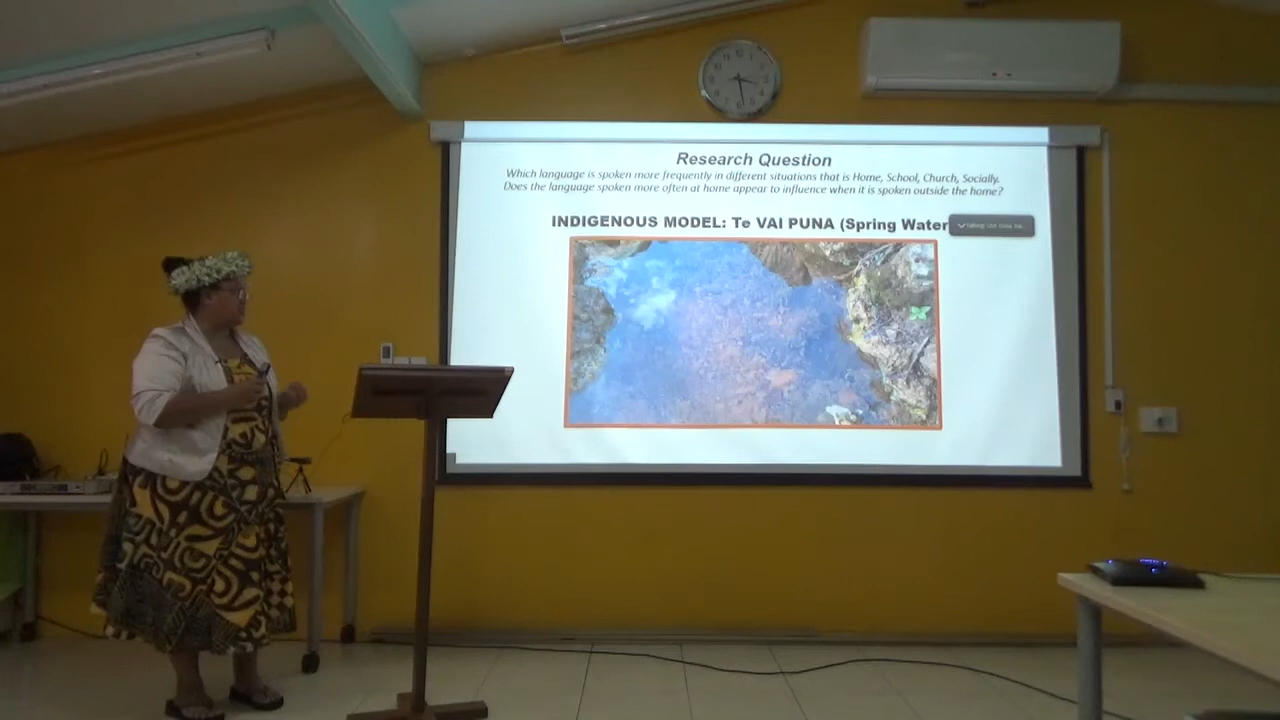 Research Question
Which language is spoken more frequently in different situations that is Home, School, Church, Socially.
Does the language spoken more often at home appear to influence when it is spoken outside the home?
INDIGENOUS MODEL: Te VAI PUNA (Spring Water
Talking: